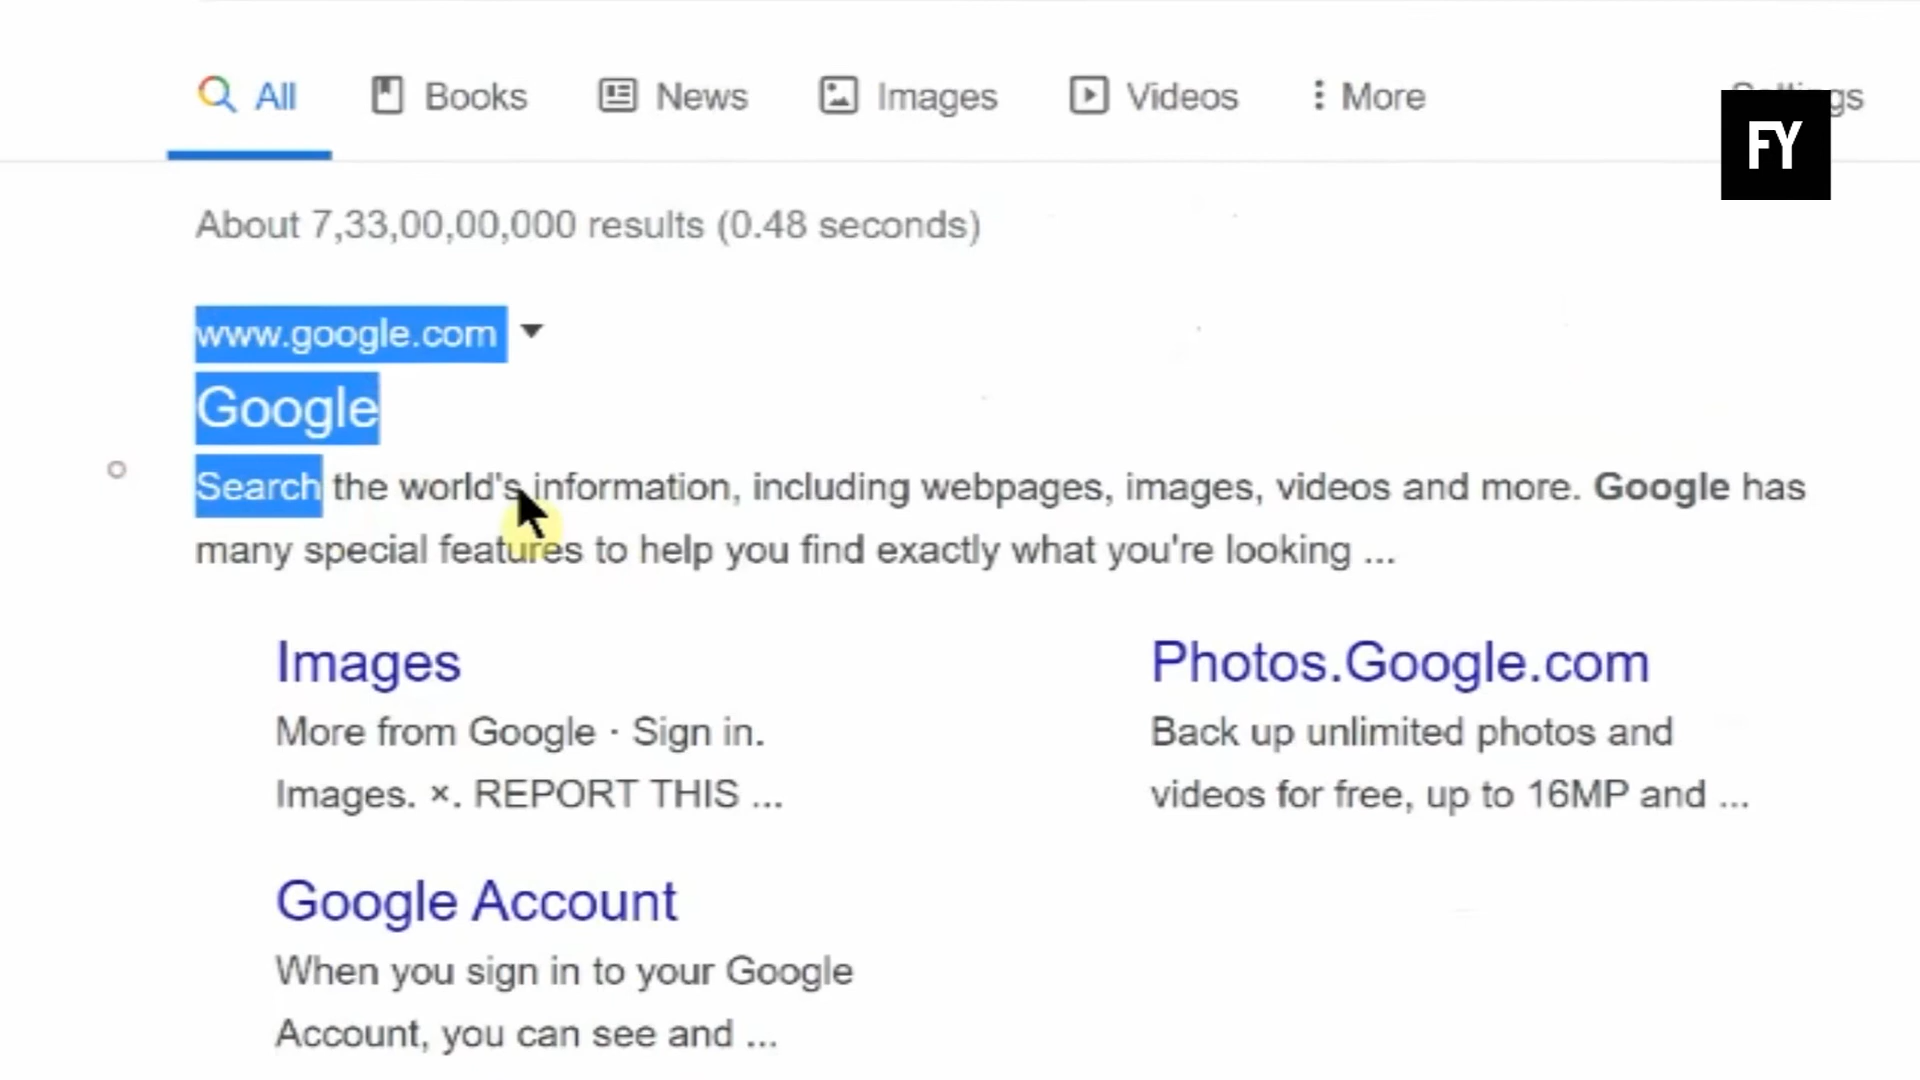 All Books News Images Videos More
FY
About 7,33,00,00,000 results (0.48 seconds)
www.google.com
Google
Search the world's information, including webpages, images, videos and more. Google has
many special features to help you find exactly what you're looking ...
Images
More from Google · Sign in.
Images. ×. REPORT THIS ...
Photos.Google.com
Back up unlimited photos and
videos for free, up to 16MP and ...
Google Account
When you sign in to your Google
Account, you can see and ...